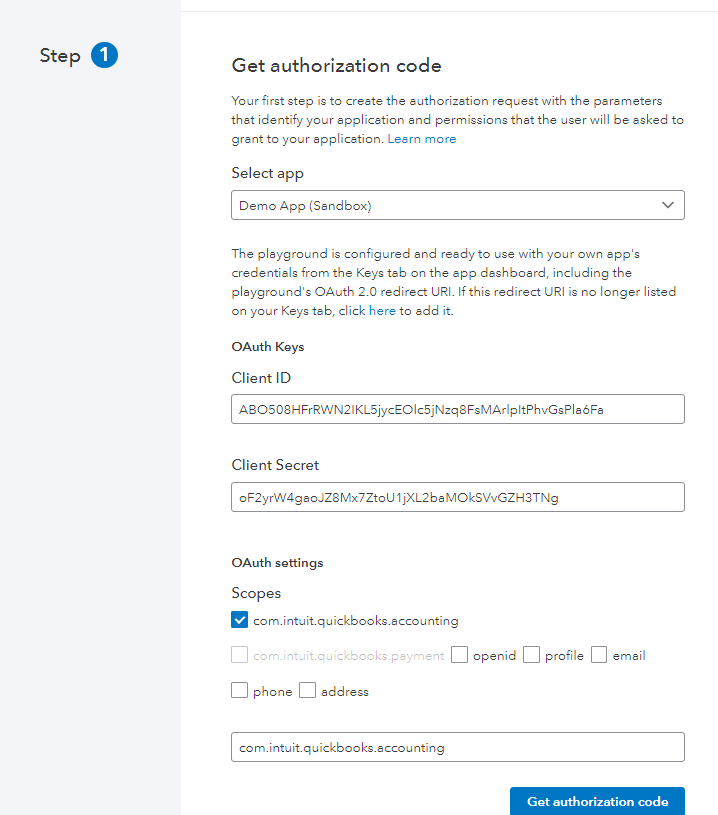 Step 1
Get authorization code
Your first step is to create the authorization request with the parameters
that identify your application and permissions that the user will be asked to
grant to your application. Learn more
Select app
Demo App (Sandbox)
The playground is configured and ready to use with your own app's
credentials from the Keys tab on the app dashboard, including the
playground's OAuth 2.0 redirect URI. If this redirect URI is no longer listed
on your Keys tab, click here to add it.
OAuth Keys
Client ID
ABO508HFrRWN2IKL5jycEOlc5jNzq8FsMArlpItPhvGsPla6Fa
Client Secret
oF2yrW4gaoJZ8Mx7ZtoU1jXL2baMOkSVvGZH3TNg
OAuth settings
Scopes
com.intuit.quickbooks.accounting
com.intuit.quickbooks.payment openid profile email
phone address
com.intuit.quickbooks.accounting
Get authorization code